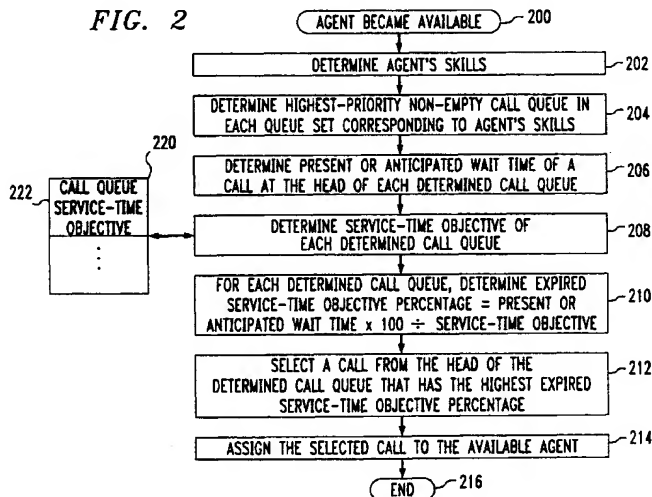 FIG. 2
AGENT BECAME AVAILABLE
200
DETERMINE AGENT'S SKILLS
202
DETERMINE HIGHEST-PRIORITY NON-EMPTY CALL QUEUE IN
EACH QUEUE SET CORRESPONDING TO AGENT'S SKILLS
204
DETERMINE PRESENT OR ANTICIPATED WAIT TIME OF A
CALL AT THE HEAD OF EACH DETERMINED CALL QUEUE
206
220
222
CALL QUEUE
SERVICE-TIME
OBJECTIVE
DETERMINE SERVICE-TIME OBJECTIVE OF
EACH DETERMINED CALL QUEUE
208
FOR EACH DETERMINED CALL QUEUE, DETERMINE EXPIRED
SERVICE-TIME OBJECTIVE PERCENTAGE = PRESENT OR
ANTICIPATED WAIT TIME x 100 ÷ SERVICE-TIME OBJECTIVE
210
SELECT A CALL FROM THE HEAD OF THE
DETERMINED CALL QUEUE THAT HAS THE HIGHEST EXPIRED
SERVICE-TIME OBJECTIVE PERCENTAGE
212
ASSIGN THE SELECTED CALL TO THE AVAILABLE AGENT
214
END
216